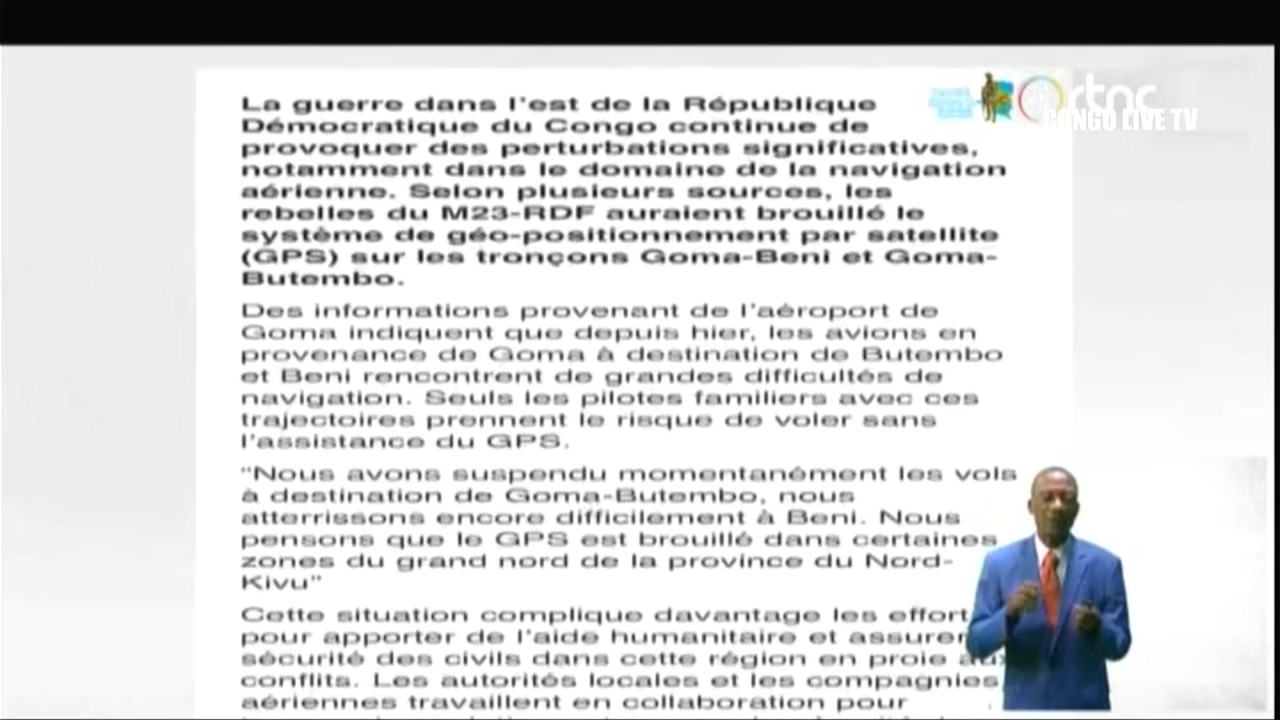 rtnc
CONGO LIVE TV
La guerre dans l'est de la République
Démocratique du Congo continue de
provoquer des perturbations significatives,
notamment dans le domaine de la navigation
aérienne. Selon plusieurs sources, les
rebelles du M23-RDF auraient brouillé le
système de géo-positionnement par satellite
(GPS) sur les tronçons Goma-Beni et Goma-
Butembo.
Des informations provenant de l'aéroport de
Goma indiquent que depuis hier, les avions en
provenance de Goma à destination de Butembo
et Beni rencontrent de grandes difficultés de
navigation. Seuls les pilotes familiers avec ces
trajectoires prennent le risque de voler sans
l'assistance du GPS.
"Nous avons suspendu momentanément les vols
à destination de Goma-Butembo, nous
atterrissons encore difficilement à Beni. Nous
pensons que le GPS est brouillé dans certaines
zones du grand nord de la province du Nord-
Kivu"
Cette situation complique davantage les effort
pour apporter de l'aide humanitaire et assurer
sécurité des civils dans cette région en proie aux
conflits. Les autorités locales et les compagnies
aériennes travaillent en collaboration pour